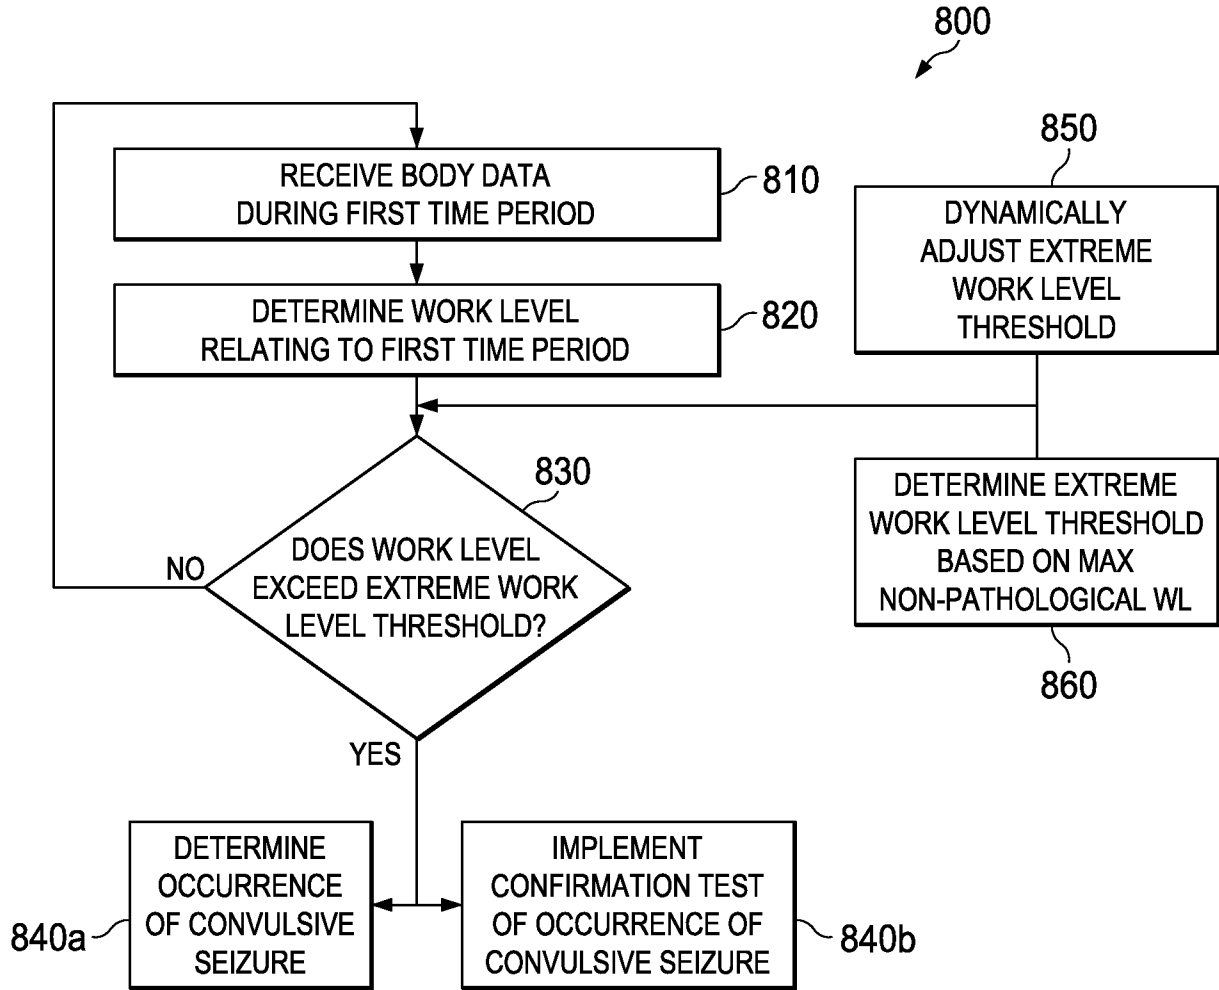 800
RECEIVE BODY DATA
DURING FIRST TIME PERIOD
810
850
DYNAMICALLY
ADJUST EXTREME
WORK LEVEL
THRESHOLD
DETERMINE WORK LEVEL
RELATING TO FIRST TIME PERIOD
820
830
DOES WORK LEVEL
EXCEED EXTREME WORK
LEVEL THRESHOLD?
NO
YES
DETERMINE EXTREME
WORK LEVEL THRESHOLD
BASED ON MAX
NON-PATHOLOGICAL WL
860
DETERMINE
OCCURRENCE
OF CONVULSIVE
SEIZURE
840a
IMPLEMENT
CONFIRMATION TEST
OF OCCURRENCE OF
CONVULSIVE SEIZURE
840b